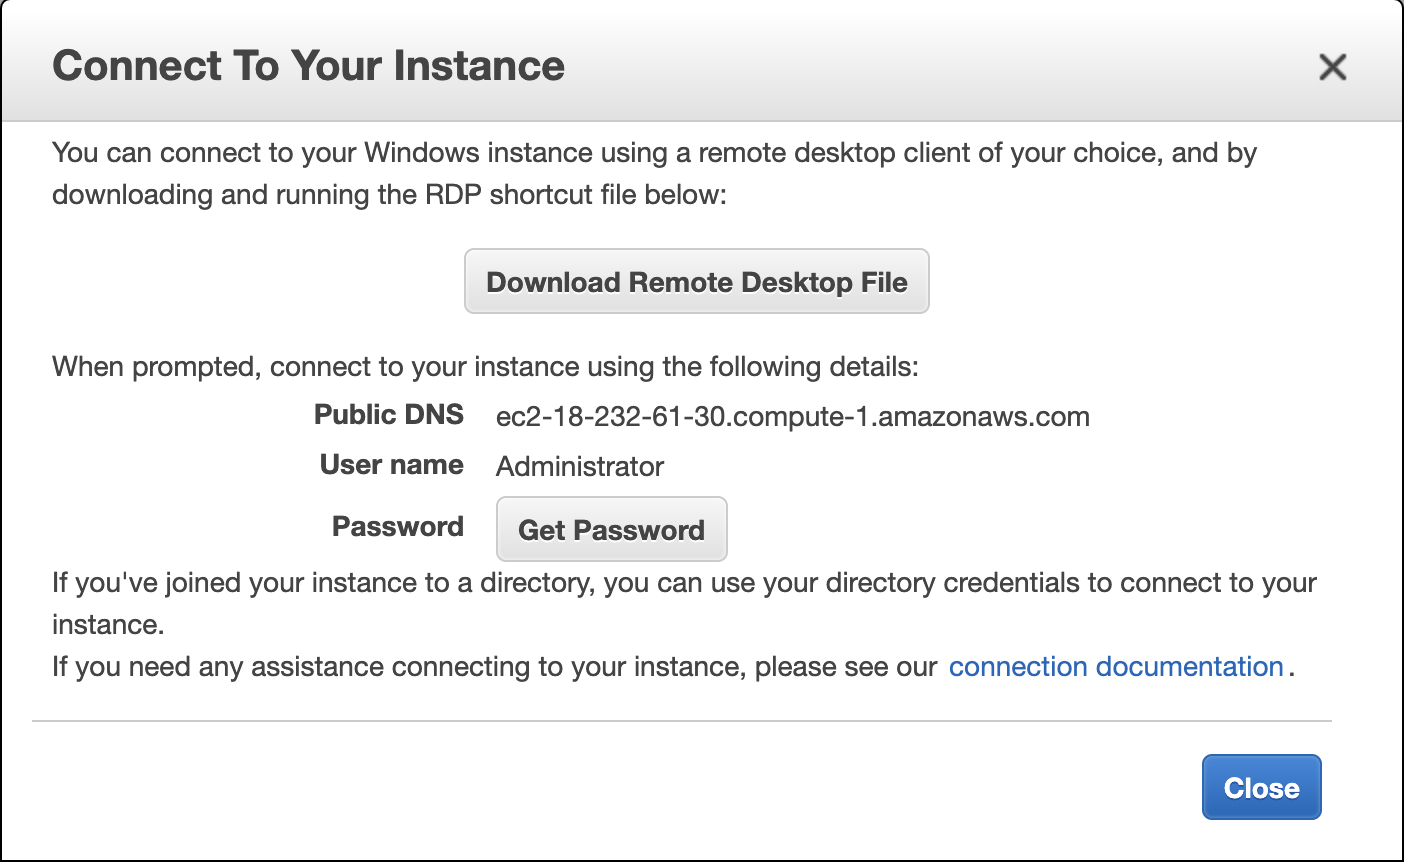 Connect To Your Instance
You can connect to your Windows instance using a remote desktop client of your choice, and by
downloading and running the RDP shortcut file below:
Download Remote Desktop File
When prompted, connect to your instance using the following details:
Public DNS ec2-18-232-61-30.compute-1.amazonaws.com
User name Administrator
Password Get Password
If you've joined your instance to a directory, you can use your directory credentials to connect to your
instance.
If you need any assistance connecting to your instance, please see our connection documentation.
Close